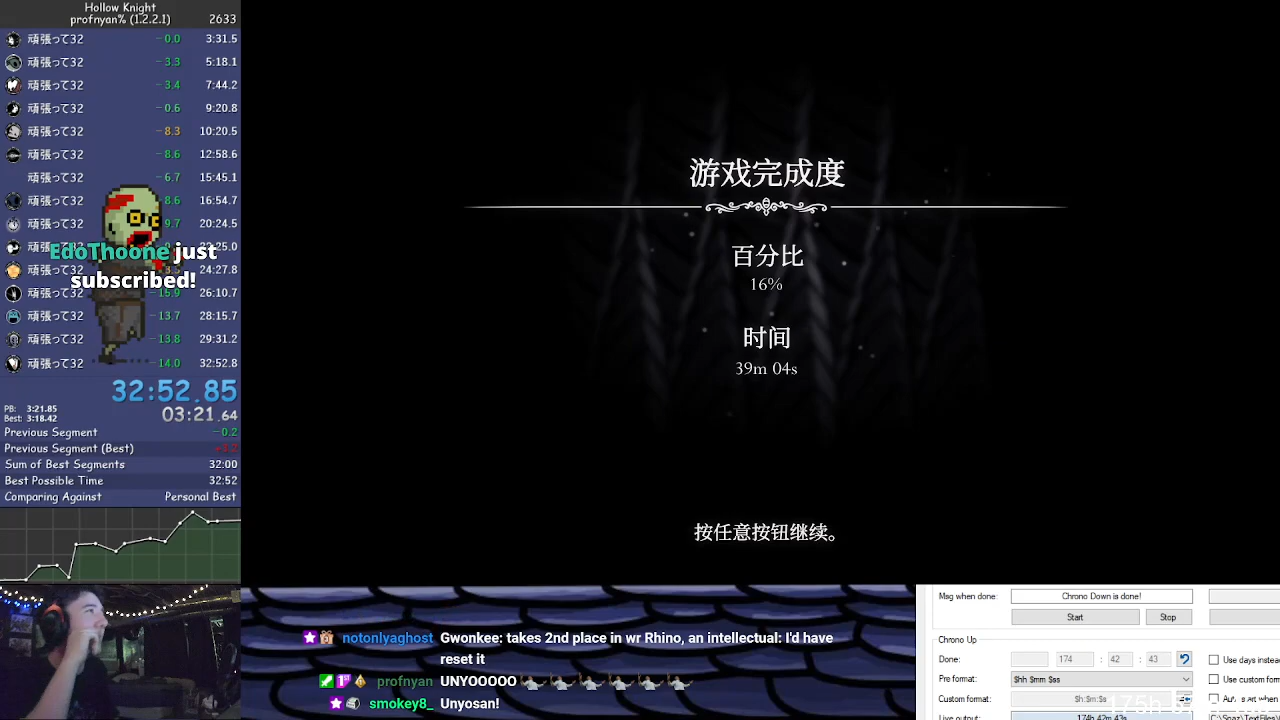 Hollow Knight
profnyan% (1.2.2.1) 2633
頑張って32 -0.0 3:31.5
頑張って32 -3.3 5:18.1
頑張って32 -3.4 7:44.2
頑張って32 -0.6 9:20.8
頑張って32 -8.3 10:20.5
頑張って32 -8.6 12:58.6
頑張って32 -6.7 15:45.1
頑張って32 8.6 16:54.7
頑張って32 9.7 20:24.5
EdoThoone just
subscribed!
頑張って32 24:27.8
頑張って32 -15.9 26:10.7
頑張って32 -13.7 28:15.7
頑張って32 -13.8 29:31.2
頑張って32 -14.0 32:52.8
32:52.85
PB: 3:21.85
Best: 3:18.42
03:21.64
Previous Segment -0.2
Previous Segment (Best)
Sum of Best Segments 32:00
Best Possible Time 32:52
Comparing Against Personal Best
游戏完成度
百分比
16%
时间
39m 04s
按任意按钮继续。
notonlyaghost Gwonkee: takes 2nd place in wr Rhino, an intellectual: I'd have
reset it
profnyan UNYOOOOO
smokey8_ Unyosen!
Msg when done: Chrono Down is done!
Start Stop
Chrono Up
Done: 174 : 42 : 43 Use days instead
Pre format: $hh $mm $ss Use custom
Custom format: $h:$m:$s
Live output: 174h 42m 43s